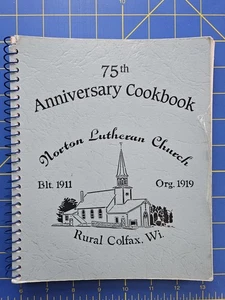 75th
Anniversary Cookbook
Norton Lutheran Church
Blt. 1911 Org. 1919
Rural Colfax, Wi.